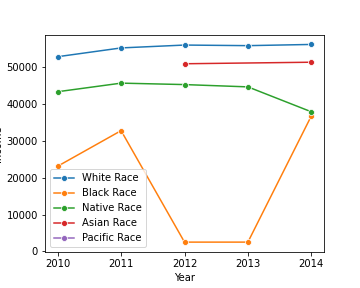 50000
40000
30000
20000
10000
0
White Race
Black Race
Native Race
Asian Race
Pacific Race
2010 2011 2012 2013 2014
Year